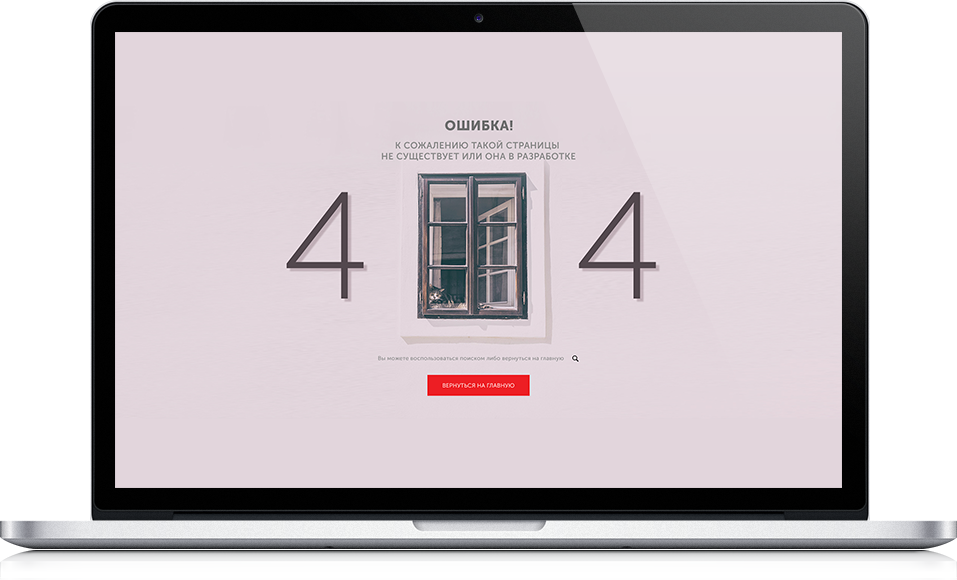 ОШИБКА!
К СОЖАЛЕНИЮ ТАКОЙ СТРАНИЦЫ
НЕ СУЩЕСТВУЕТ ИЛИ ОНА В РАЗРАБОТКЕ
4 4
Вы можете воспользоваться поиском либо вернуться на главную
ВЕРНУТЬСЯ НА ГЛАВНУЮ